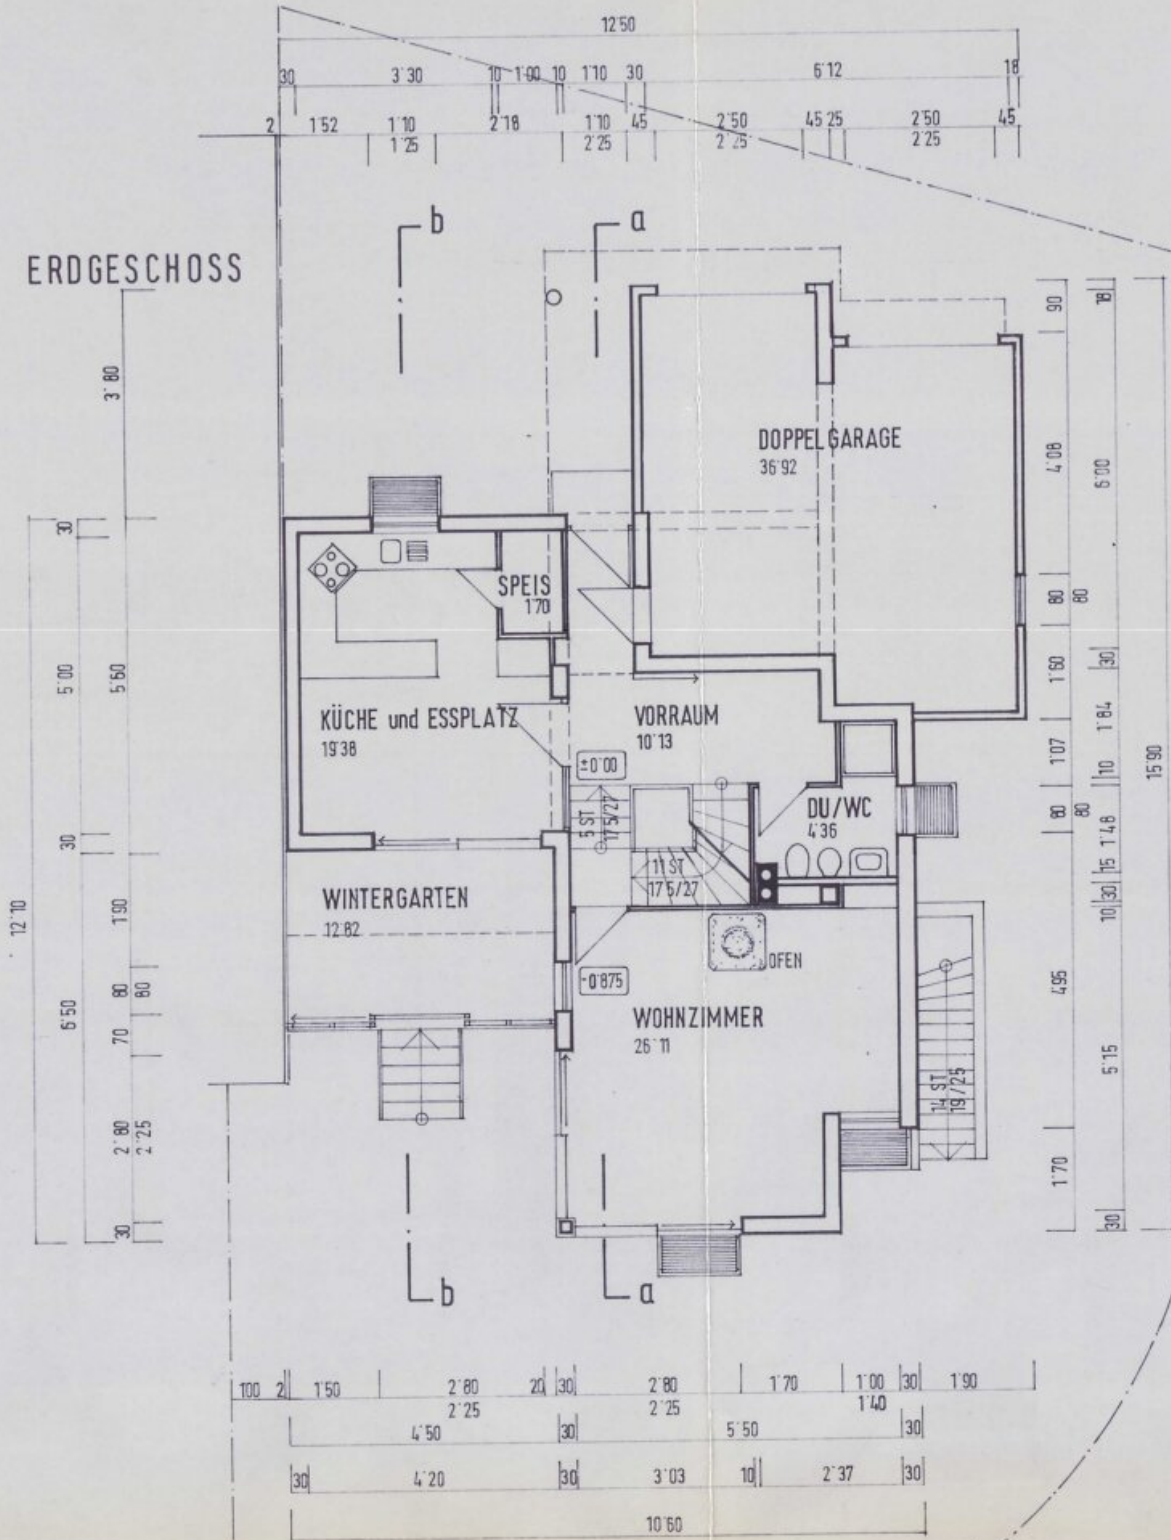 12'50
30 3'30 10 1'00 10 1'10 30 6'12 18
2 1'52 1'10 2'18 1'10 45 2'50 45 25 2'50 45
1'25 2'25 2'25 2'25
b a
ERDGESCHOSS
90 18
3'80
DOPPELGARAGE
36'92
4'08 6'00
30
SPEIS
1'70
80 80
5'00 5'60
1'60 30
KÜCHE und ESSPLATZ
19'38
VORRAUM
10'13
1'84
15'90
±0'00
1'07 10
5 ST
17'5/27
DU/WC
4'36
80 80 1'48
30
11 ST
17'5/27
15
WINTERGARTEN
12'82
12'10 1'90
10 30
OFEN
-0'875
4'95
6'50 80 80
WOHNZIMMER
26'11
70
5'15
14 ST
19/25
2'80
2'25
1'70
30 30
b a
100 2 1'50 2'80 20 30 2'80 1'70 1'00 30 1'90
2'25 2'25 1'40
4'50 30 5'50 30
30 4'20 30 3'03 10 2'37 30
10'60